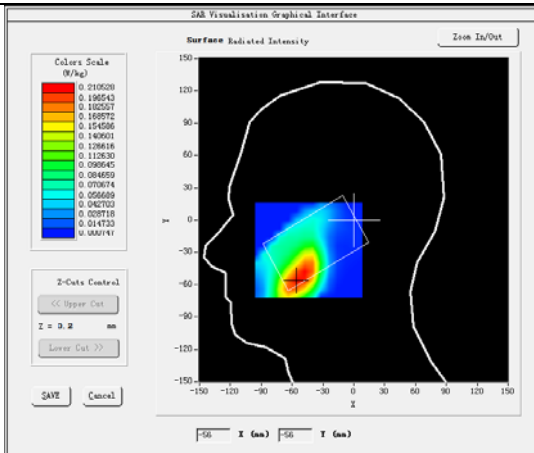 SAR Visualisation Graphical Interface
Surface Radiated Intensity
Zoom In/Out
Colors Scale
(W/kg)
0.210528
0.196543
0.182557
0.168572
0.154586
0.140601
0.126616
0.112630
0.098645
0.084659
0.070674
0.056689
0.042703
0.028718
0.014733
0.000747
Z-Cuts Control
<< Upper Cut
Z = 3.2 mm
Lower Cut >>
SAVE
Cancel
150
120
90
60
30
0
-30
-60
-90
-120
-150
Y
-150 -120 -90 -60 -30 0 30 60 90 120 150
X
-56 X (mm) -56 Y (mm)